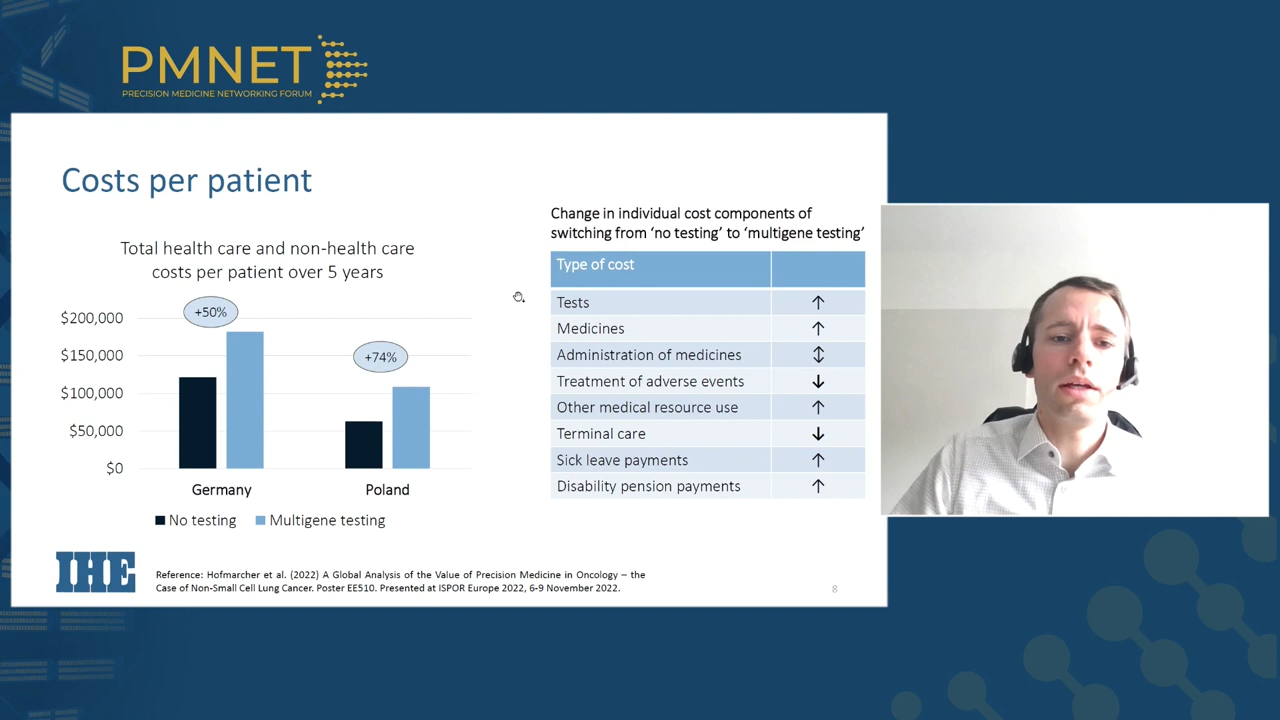 PMNET
PRECISION MEDICINE NETWORKING FORUM
Costs per patient
Total health care and non-health care
costs per patient over 5 years
+50%
+74%
$200,000
$150,000
$100,000
$50,000
$0
Germany
Poland
No testing
Multigene testing
Change in individual cost components of
switching from ‘no testing’ to ‘multigene testing’
Type of cost
Tests ↑
Medicines ↑
Administration of medicines ↕
Treatment of adverse events ↓
Other medical resource use ↑
Terminal care ↓
Sick leave payments ↑
Disability pension payments ↑
IHE
Reference: Hofmarcher et al. (2022) A Global Analysis of the Value of Precision Medicine in Oncology – the
Case of Non-Small Cell Lung Cancer. Poster EE510. Presented at ISPOR Europe 2022, 6-9 November 2022.
8